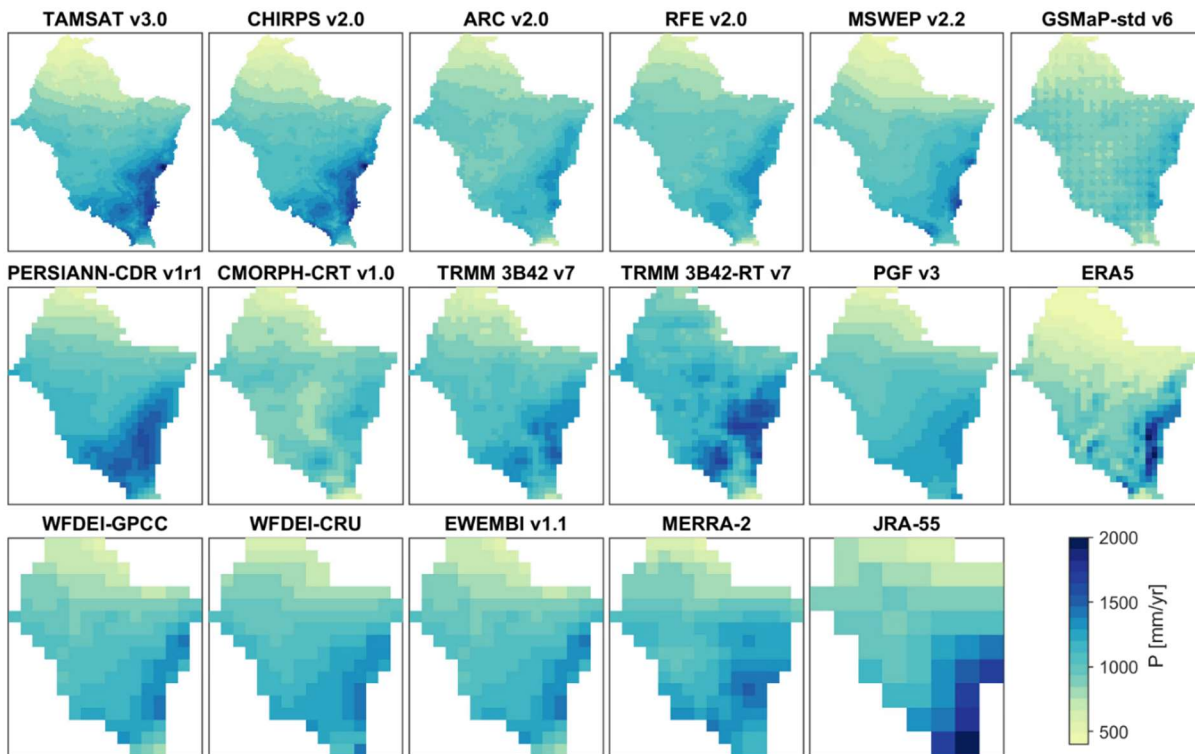 TAMSAT v3.0 CHIRPS v2.0 ARC v2.0 RFE v2.0 MSWEP v2.2 GSMaP-std v6
PERSIANN-CDR v1r1 CMORPH-CRT v1.0 TRMM 3B42 v7 TRMM 3B42-RT v7 PGF v3 ERA5
WFDEI-GPCC WFDEI-CRU EWEMBI v1.1 MERRA-2 JRA-55
2000
1500
1000
500
P [mm/yr]